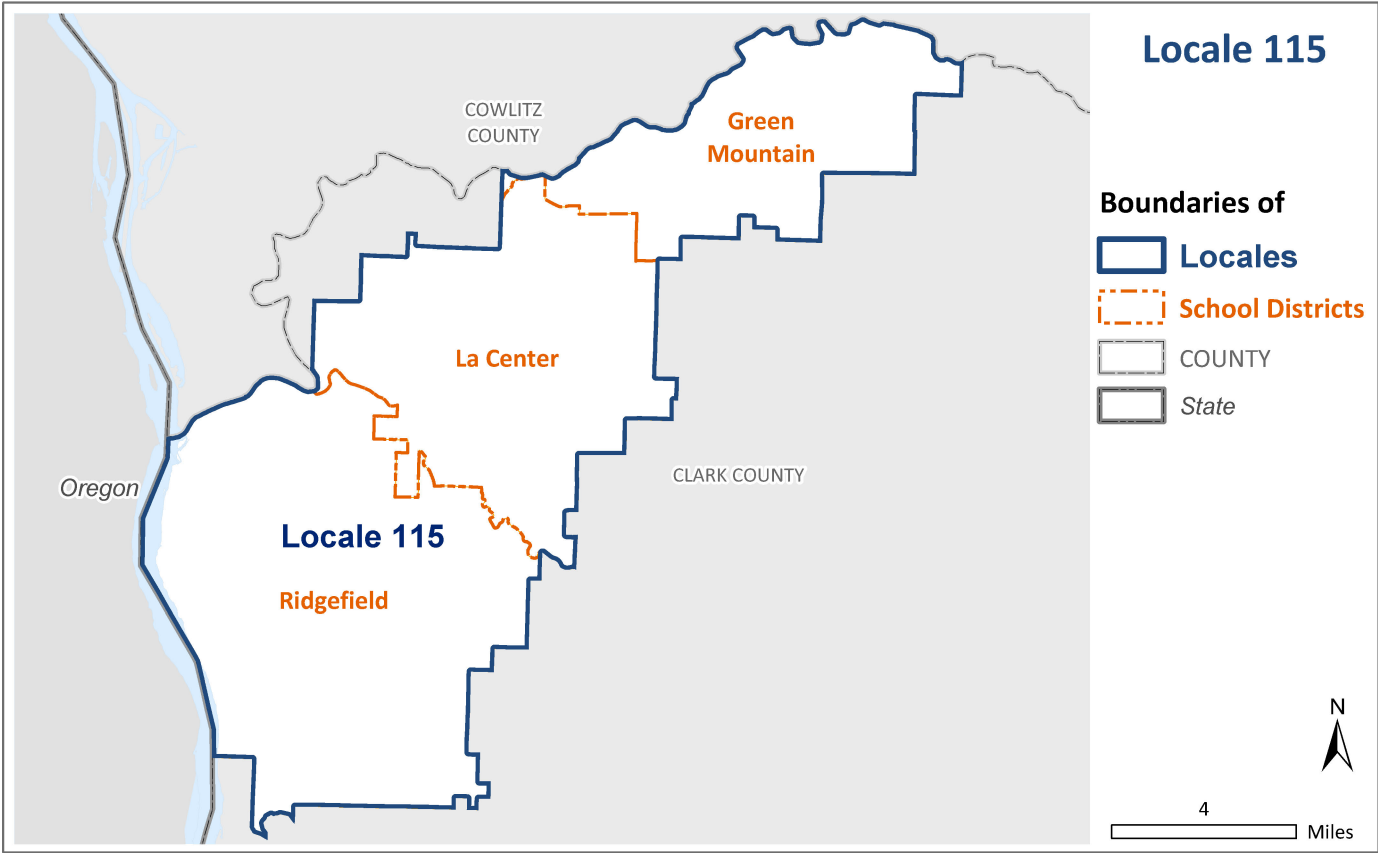 Locale 115
COWLITZ
COUNTY
Green
Mountain
La Center
CLARK COUNTY
Oregon
Locale 115
Ridgefield
Boundaries of
Locales
School Districts
COUNTY
State
N
4
Miles